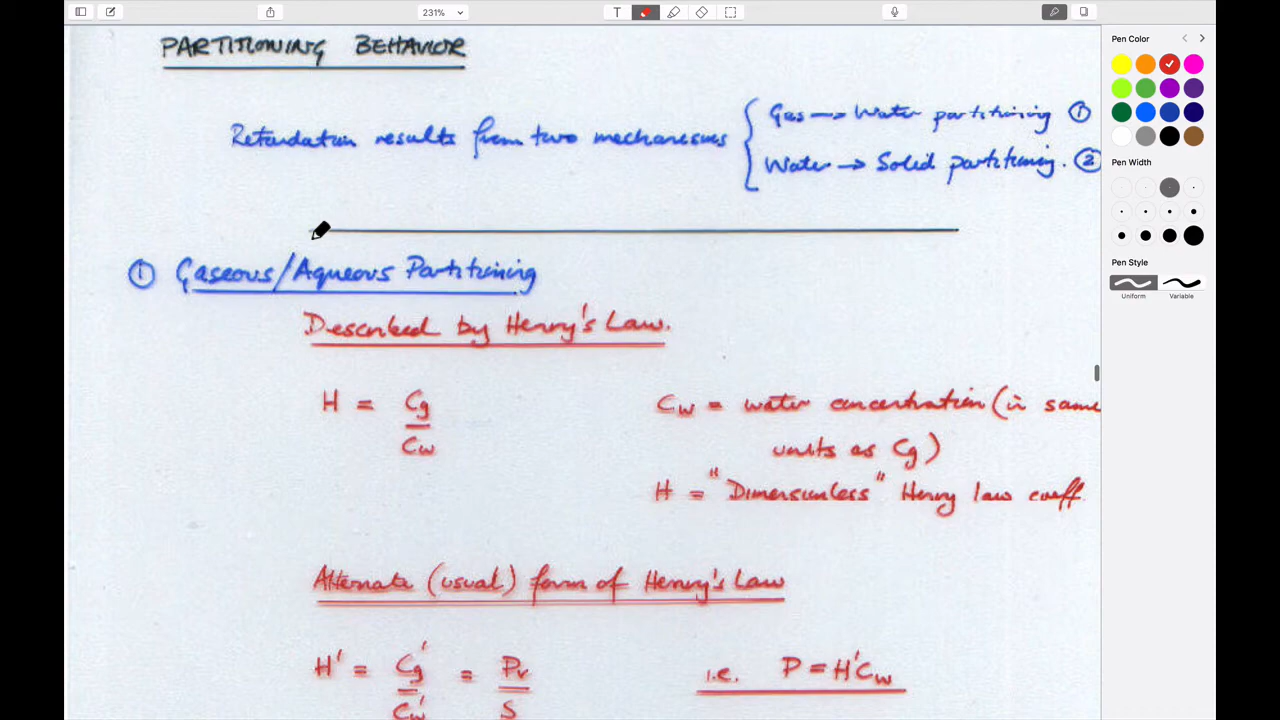 231%
T
PARTITIONING BEHAVIOR
Retardation results from two mechanisms
Gas → Water partitioning ①
Water → Solid partitioning. ②
① Gaseous/Aqueous Partitioning
Described by Henry's Law.
H = Cg / Cw
Cw = water concentration (in same
units as Cg)
H = "Dimensionless" Henry law coeff.
Alternate (usual) form of Henry's Law
H' = Cg' / Cw' = Pv / S
i.e. P = H'Cw
Pen Color
Pen Width
Pen Style
Uniform
Variable